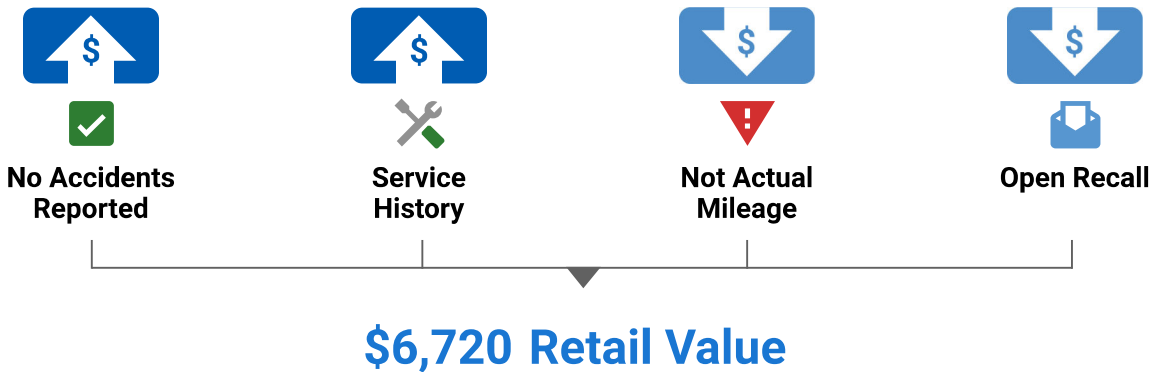 $ $ $ $
No Accidents Reported
Service History
Not Actual Mileage
Open Recall
$6,720 Retail Value